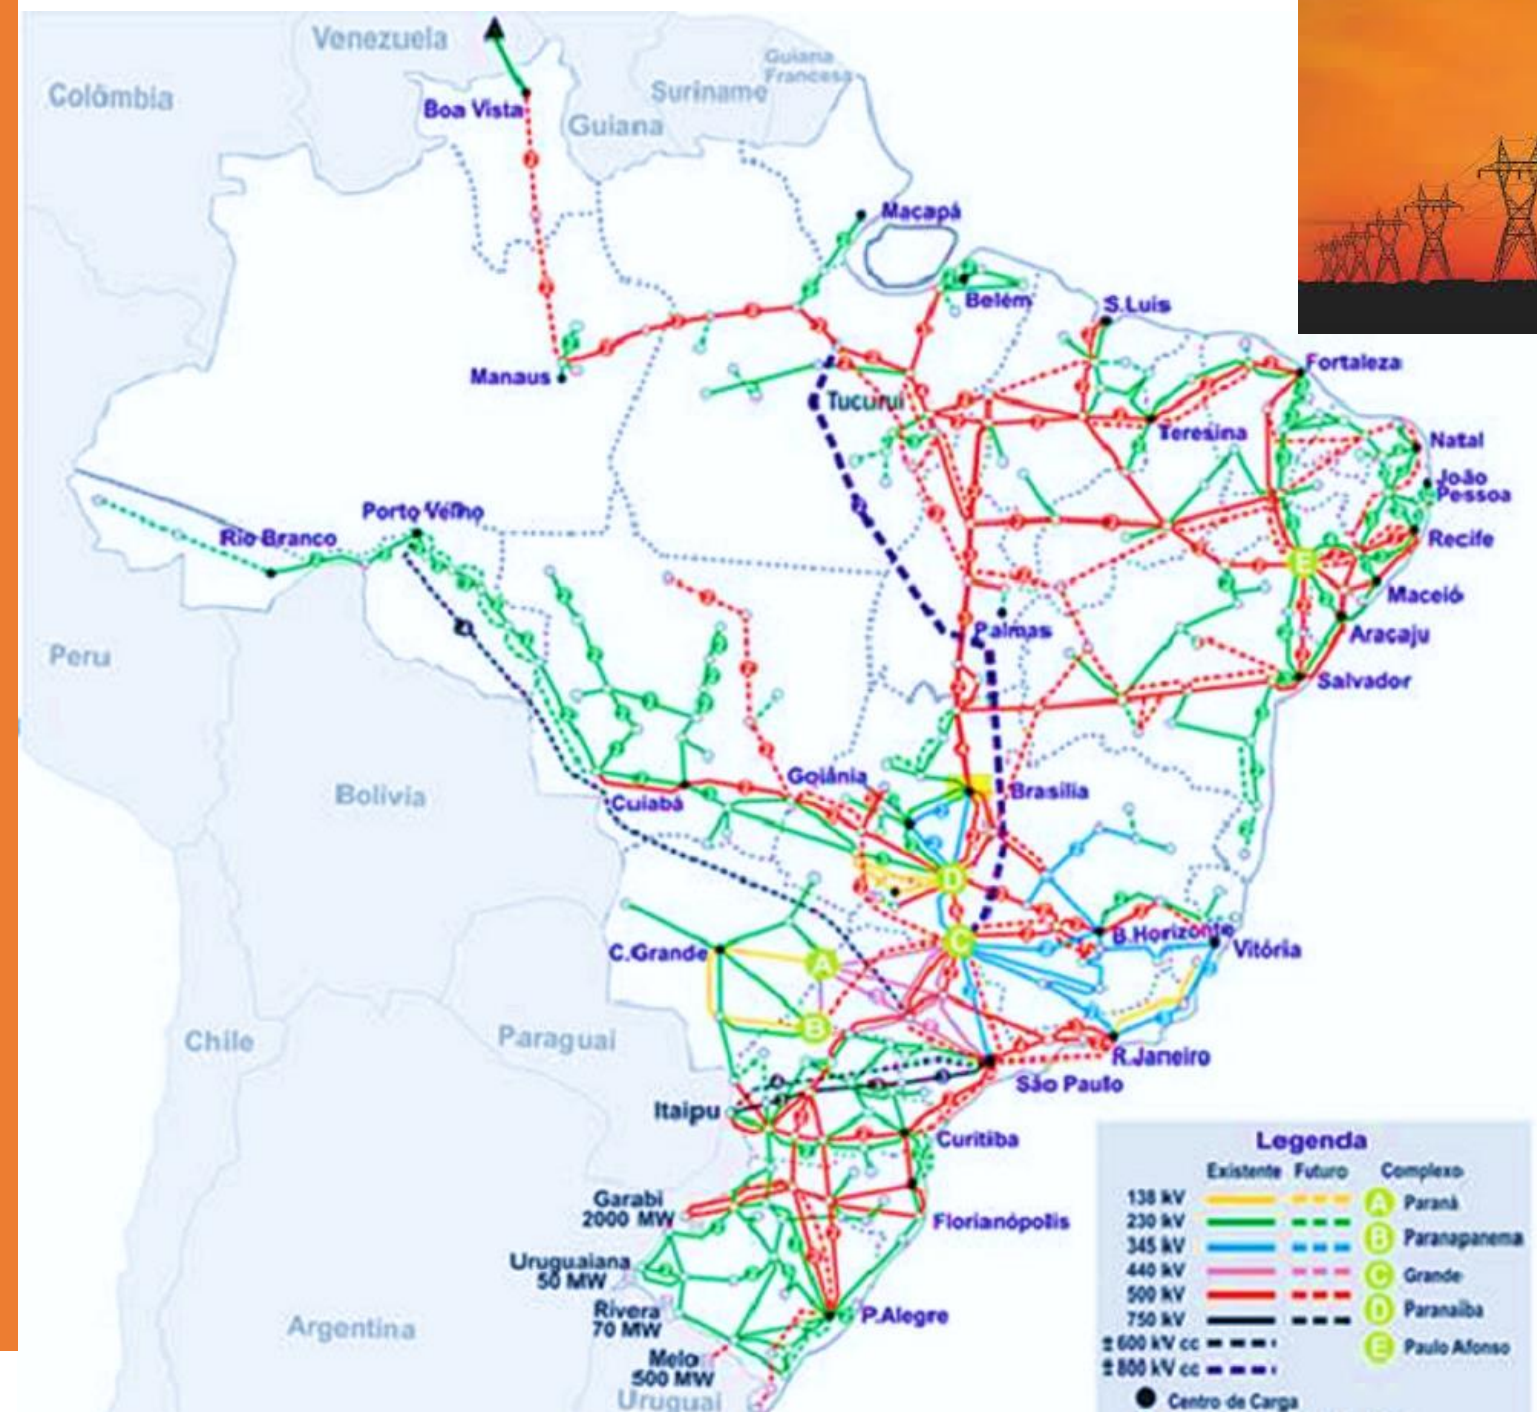 Venezuela
Colômbia
Guiana
Francesa
Suriname
Boa Vista
Guiana
Macapá
Belém
S.Luis
Manaus
Fortaleza
Tucuruí
Teresina
Natal
João
Pessoa
Porto Velho
Rio Branco
Recife
E
Maceió
Palmas
Aracaju
Peru
Salvador
Goiânia
Brasília
Bolívia
Cuiabá
D
C.Grande
A
C
B.Horizonte
Vitória
B
Chile
Paraguai
R.Janeiro
São Paulo
Itaipu
Curitiba
Garabi
2000 MW
Florianópolis
Uruguaiana
50 MW
Rivera
70 MW
P.Alegre
Argentina
Melo
500 MW
Uruguai
Legenda
Existente Futuro Complexo
138 kV A Paraná
230 kV
345 kV B Paranapanema
440 kV C Grande
500 kV D Paranaíba
750 kV
±600 kV cc E Paulo Afonso
±800 kV cc
Centro de Carga